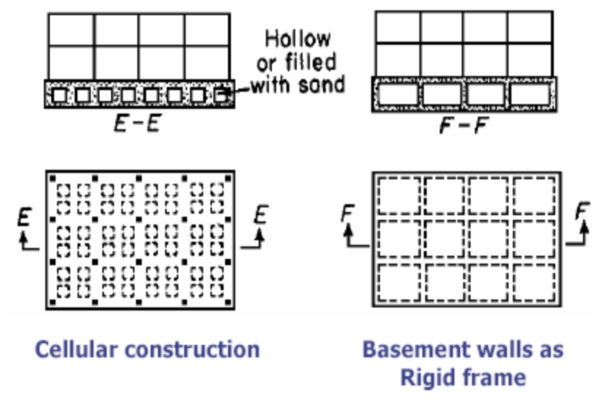 Hollow
or filled
with sand
E-E
F-F
E
E
F
F
Cellular construction
Basement walls as
Rigid frame